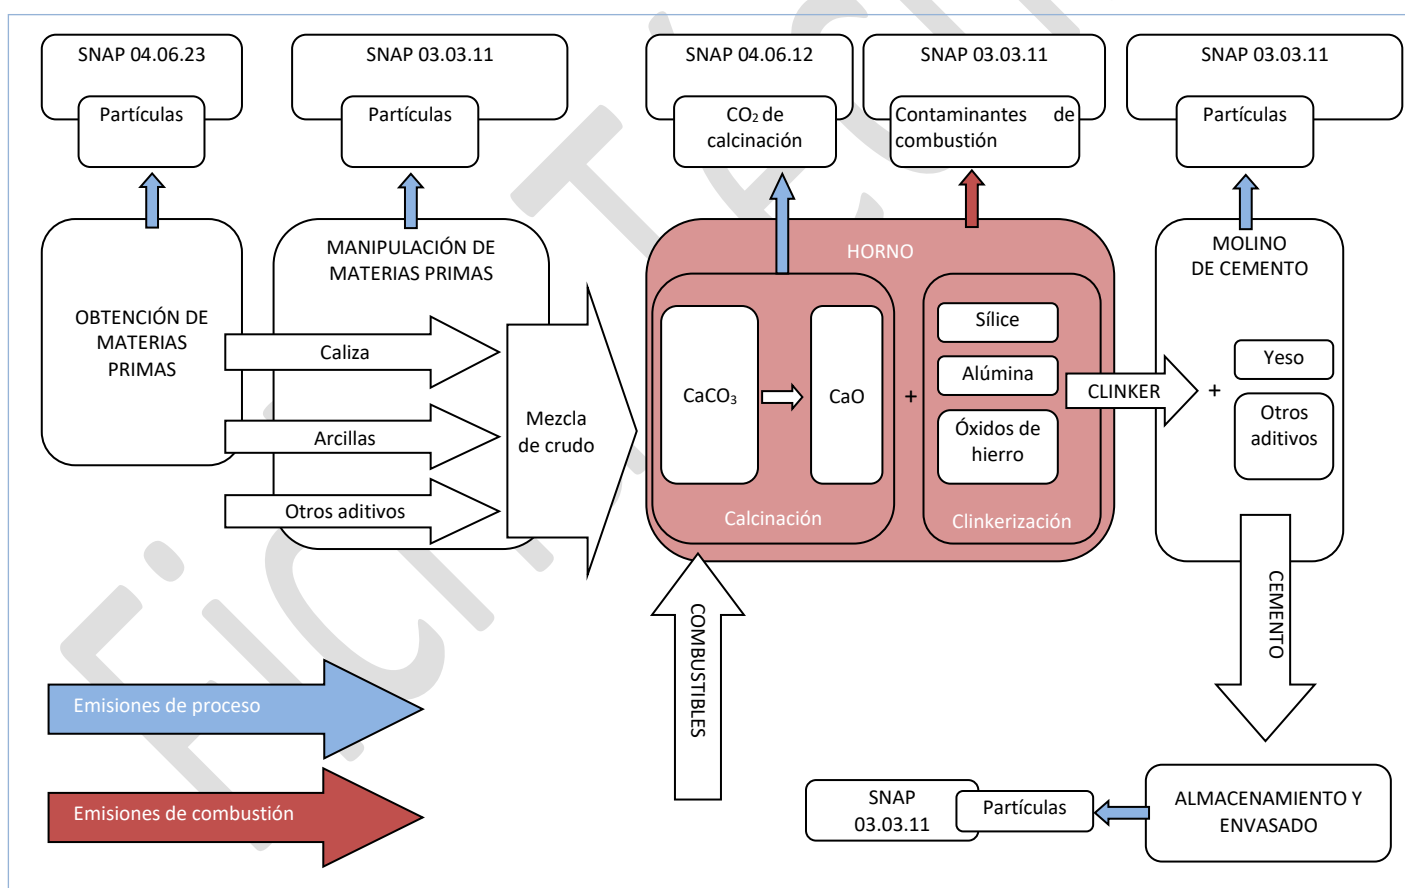 SNAP 04.06.23
Partículas
SNAP 03.03.11
Partículas
SNAP 04.06.12
CO₂ de
calcinación
SNAP 03.03.11
Contaminantes de
combustión
SNAP 03.03.11
Partículas
OBTENCIÓN DE
MATERIAS
PRIMAS
MANIPULACIÓN DE
MATERIAS PRIMAS
Caliza
Arcillas
Otros aditivos
Mezcla
de crudo
HORNO
CaCO₃
CaO
Calcinación
+
Sílice
Alúmina
Óxidos de
hierro
Clinkerización
CLINKER
MOLINO
DE CEMENTO
+
Yeso
Otros
aditivos
COMBUSTIBLES
CEMENTO
Emisiones de proceso
Emisiones de combustión
SNAP
03.03.11
Partículas
ALMACENAMIENTO Y
ENVASADO